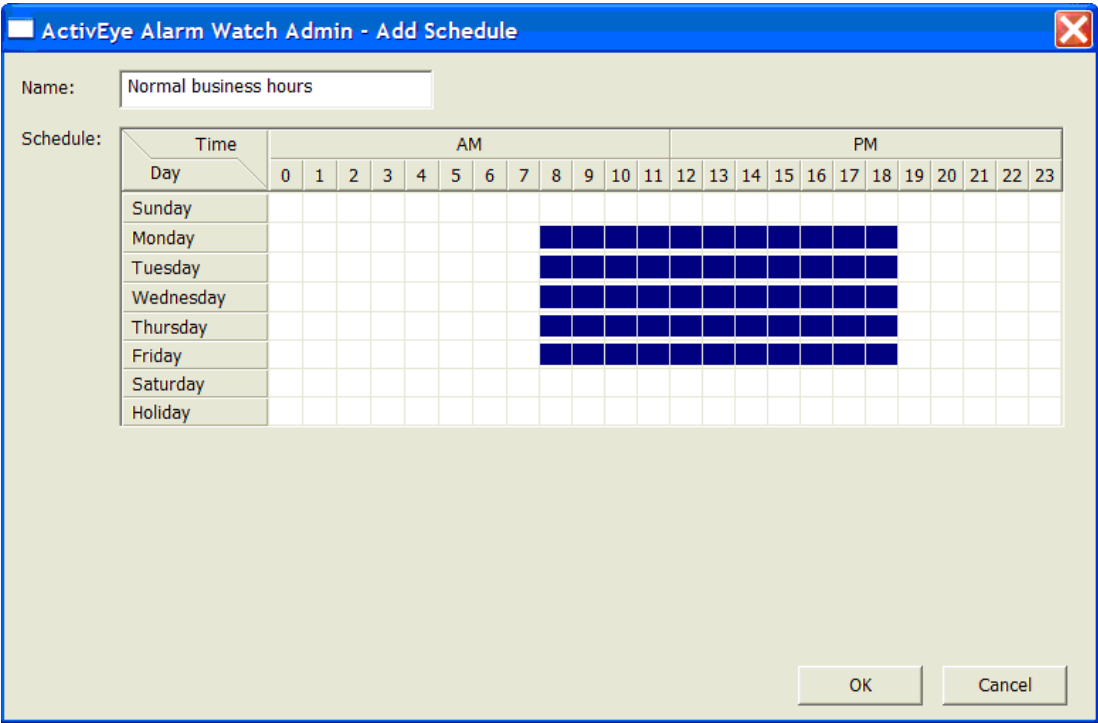 ActivEye Alarm Watch Admin - Add Schedule
Name: Normal business hours
Schedule: Time AM PM
Day 0 1 2 3 4 5 6 7 8 9 10 11 12 13 14 15 16 17 18 19 20 21 22 23
Sunday
Monday
Tuesday
Wednesday
Thursday
Friday
Saturday
Holiday
OK Cancel